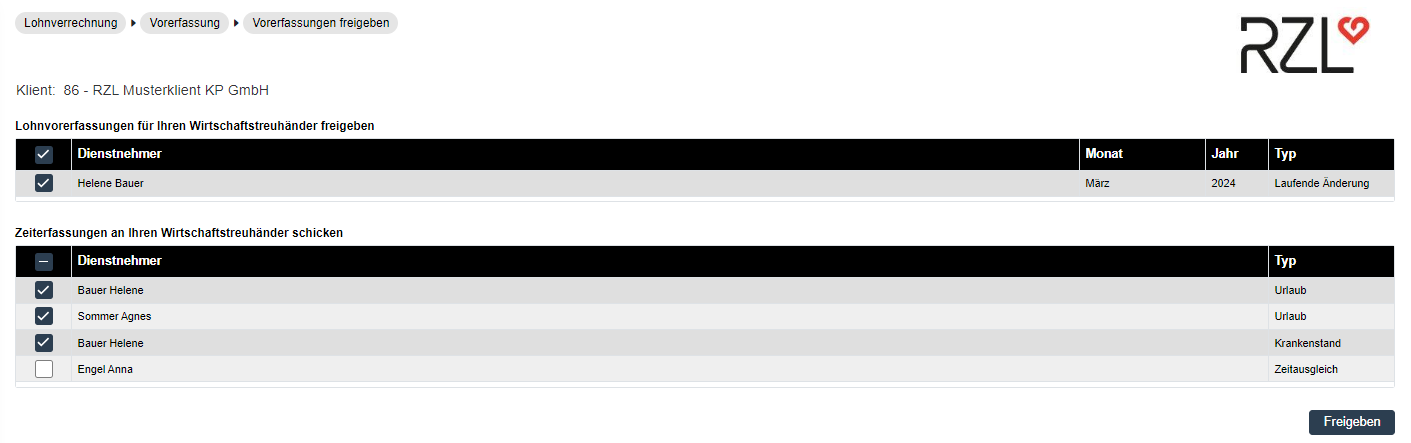 Lohnverrechnung Vorerfassung Vorerfassungen freigeben
RZL
Klient: 86 - RZL Musterklient KP GmbH
Lohnvorerfassungen für Ihren Wirtschaftstreuhänder freigeben
Dienstnehmer Monat Jahr Typ
Helene Bauer März 2024 Laufende Änderung
Zeiterfassungen an Ihren Wirtschaftstreuhänder schicken
Dienstnehmer Typ
Bauer Helene Urlaub
Sommer Agnes Urlaub
Bauer Helene Krankenstand
Engel Anna Zeitausgleich
Freigeben